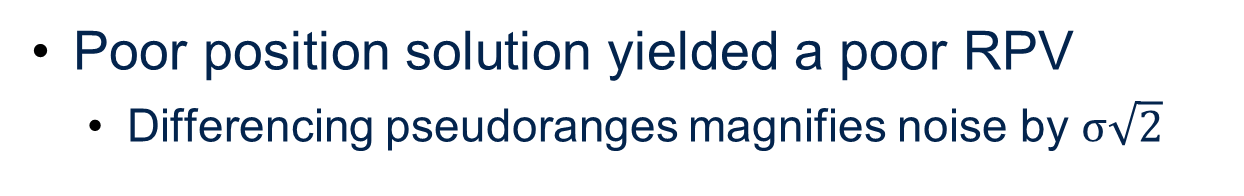 • Poor position solution yielded a poor RPV
• Differencing pseudoranges magnifies noise by σ√2